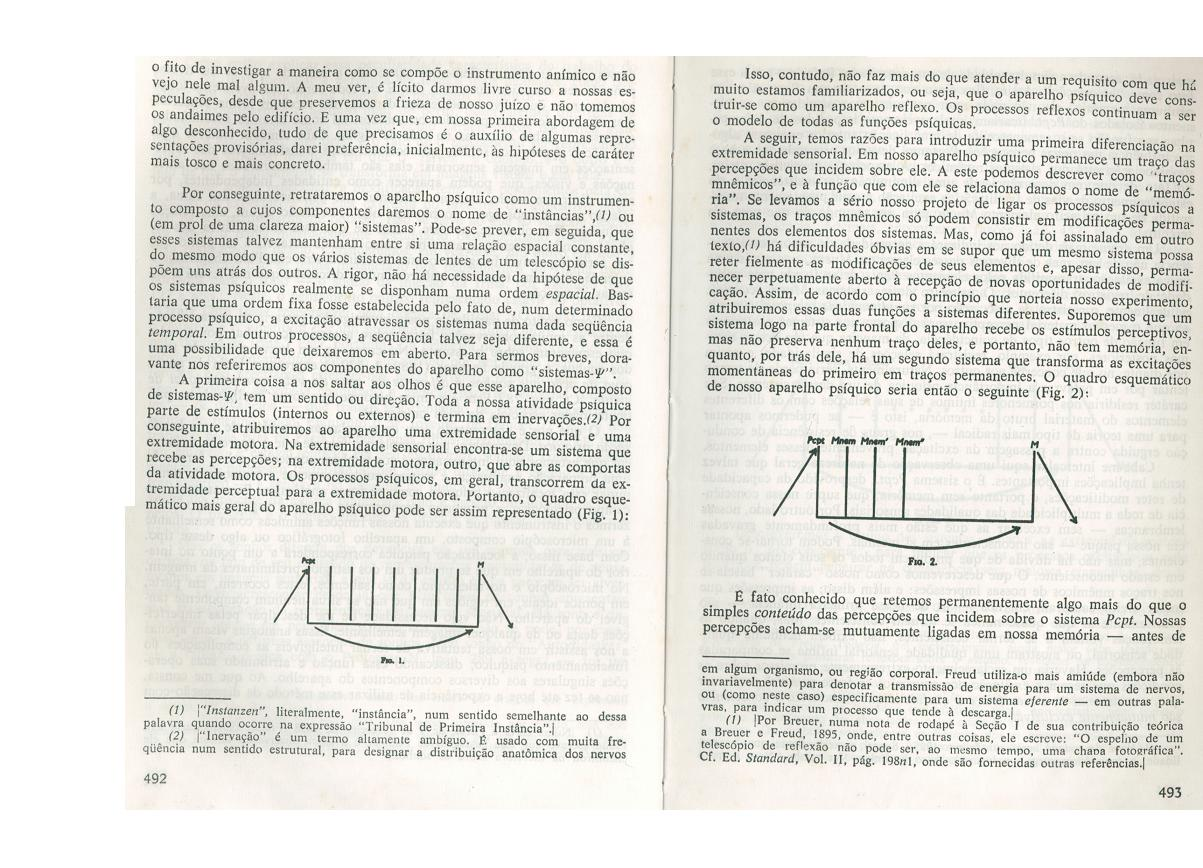 o fito de investigar a maneira como se compõe o instrumento anímico e não
vejo nele mal algum. A meu ver, é lícito darmos livre curso a nossas es-
peculações, desde que preservemos a frieza de nosso juízo e não tomemos
os andaimes pelo edifício. E uma vez que, em nossa primeira abordagem de
algo desconhecido, tudo de que precisamos é o auxílio de algumas repre-
sentações provisórias, darei preferência, inicialmente, às hipóteses de caráter
mais tosco e mais concreto.
Por conseguinte, retrataremos o aparelho psíquico como um instrumen-
to composto a cujos componentes daremos o nome de “instâncias”,(1) ou
(em prol de uma clareza maior) “sistemas”. Pode-se prever, em seguida, que
esses sistemas talvez mantenham entre si uma relação espacial constante,
do mesmo modo que os vários sistemas de lentes de um telescópio se dis-
põem uns atrás dos outros. A rigor, não há necessidade da hipótese de que
os sistemas psíquicos realmente se disponham numa ordem espacial. Bas-
taria que uma ordem fixa fosse estabelecida pelo fato de, num determinado
processo psíquico, a excitação atravessar os sistemas numa dada seqüência
temporal. Em outros processos, a seqüência talvez seja diferente, e essa é
uma possibilidade que deixaremos em aberto. Para sermos breves, dora-
vante nos referiremos aos componentes do aparelho como “sistemas-Ψ”.
A primeira coisa a nos saltar aos olhos é que esse aparelho, composto
de sistemas-Ψ, tem um sentido ou direção. Toda a nossa atividade psíquica
parte de estímulos (internos ou externos) e termina em inervações.(2) Por
conseguinte, atribuiremos ao aparelho uma extremidade sensorial e uma
extremidade motora. Na extremidade sensorial encontra-se um sistema que
recebe as percepções; na extremidade motora, outro, que abre as comportas
da atividade motora. Os processos psíquicos, em geral, transcorrem da ex-
tremidade perceptual para a extremidade motora. Portanto, o quadro esque-
mático mais geral do aparelho psíquico pode ser assim representado (Fig. 1):
Pcpt M
FIG. 1.
(1) |“Instanzen”, literalmente, “instância”, num sentido semelhante ao dessa
palavra quando ocorre na expressão “Tribunal de Primeira Instância”.|
(2) |“Inervação” é um termo altamente ambíguo. É usado com muita fre-
qüência num sentido estrutural, para designar a distribuição anatômica dos nervos
492
Isso, contudo, não faz mais do que atender a um requisito com que há
muito estamos familiarizados, ou seja, que o aparelho psíquico deve cons-
truir-se como um aparelho reflexo. Os processos reflexos continuam a ser
o modelo de todas as funções psíquicas.
A seguir, temos razões para introduzir uma primeira diferenciação na
extremidade sensorial. Em nosso aparelho psíquico permanece um traço das
percepções que incidem sobre ele. A este podemos descrever como “traços
mnêmicos”, e à função que com ele se relaciona damos o nome de “memó-
ria”. Se levamos a sério nosso projeto de ligar os processos psíquicos a
sistemas, os traços mnêmicos só podem consistir em modificações perma-
nentes dos elementos dos sistemas. Mas, como já foi assinalado em outro
texto,(1) há dificuldades óbvias em se supor que um mesmo sistema possa
reter fielmente as modificações de seus elementos e, apesar disso, perma-
necer perpetuamente aberto à recepção de novas oportunidades de modifi-
cação. Assim, de acordo com o princípio que norteia nosso experimento,
atribuiremos essas duas funções a sistemas diferentes. Suporemos que um
sistema logo na parte frontal do aparelho recebe os estímulos perceptivos,
mas não preserva nenhum traço deles, e portanto, não tem memória, en-
quanto, por trás dele, há um segundo sistema que transforma as excitações
momentâneas do primeiro em traços permanentes. O quadro esquemático
de nosso aparelho psíquico seria então o seguinte (Fig. 2):
Pcpt Mnem Mnem' Mnem" M
FIG. 2.
É fato conhecido que retemos permanentemente algo mais do que o
simples conteúdo das percepções que incidem sobre o sistema Pcpt. Nossas
percepções acham-se mutuamente ligadas em nossa memória — antes de
em algum organismo, ou região corporal. Freud utiliza-o mais amiúde (embora não
invariavelmente) para denotar a transmissão de energia para um sistema de nervos,
ou (como neste caso) especificamente para um sistema eferente — em outras pala-
vras, para indicar um processo que tende à descarga.|
(1) |Por Breuer, numa nota de rodapé à Seção I de sua contribuição teórica
a Breuer e Freud, 1895, onde, entre outras coisas, ele escreve: “O espelho de um
telescópio de reflexão não pode ser, ao mesmo tempo, uma chapa fotográfica”.
Cf. Ed. Standard, Vol. II, pág. 198n1, onde são fornecidas outras referências.|
493